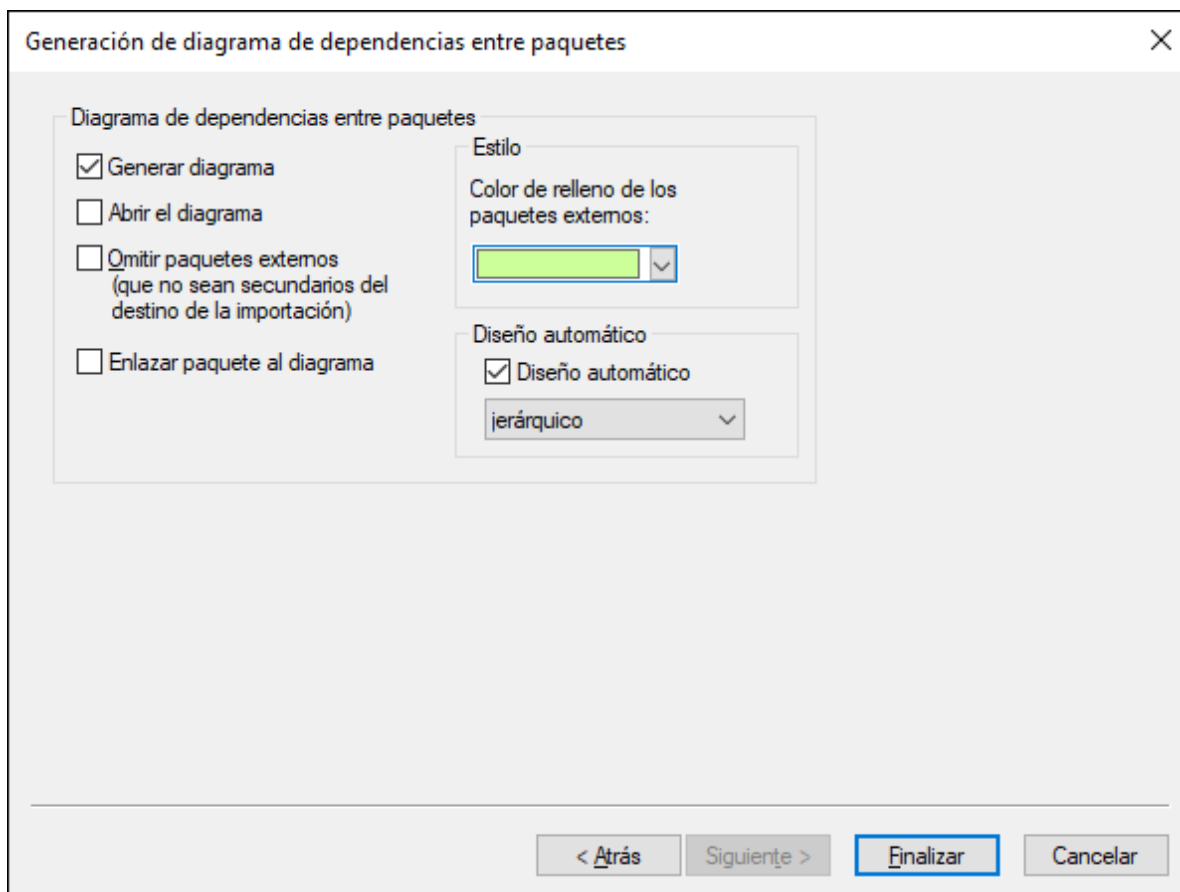 Generación de diagrama de dependencias entre paquetes
Diagrama de dependencias entre paquetes
Generar diagrama
Abrir el diagrama
Omitir paquetes externos
(que no sean secundarios del
destino de la importación)
Enlazar paquete al diagrama
Estilo
Color de relleno de los
paquetes externos:
Diseño automático
Diseño automático
jerárquico
< Atrás
Siguiente >
Finalizar
Cancelar